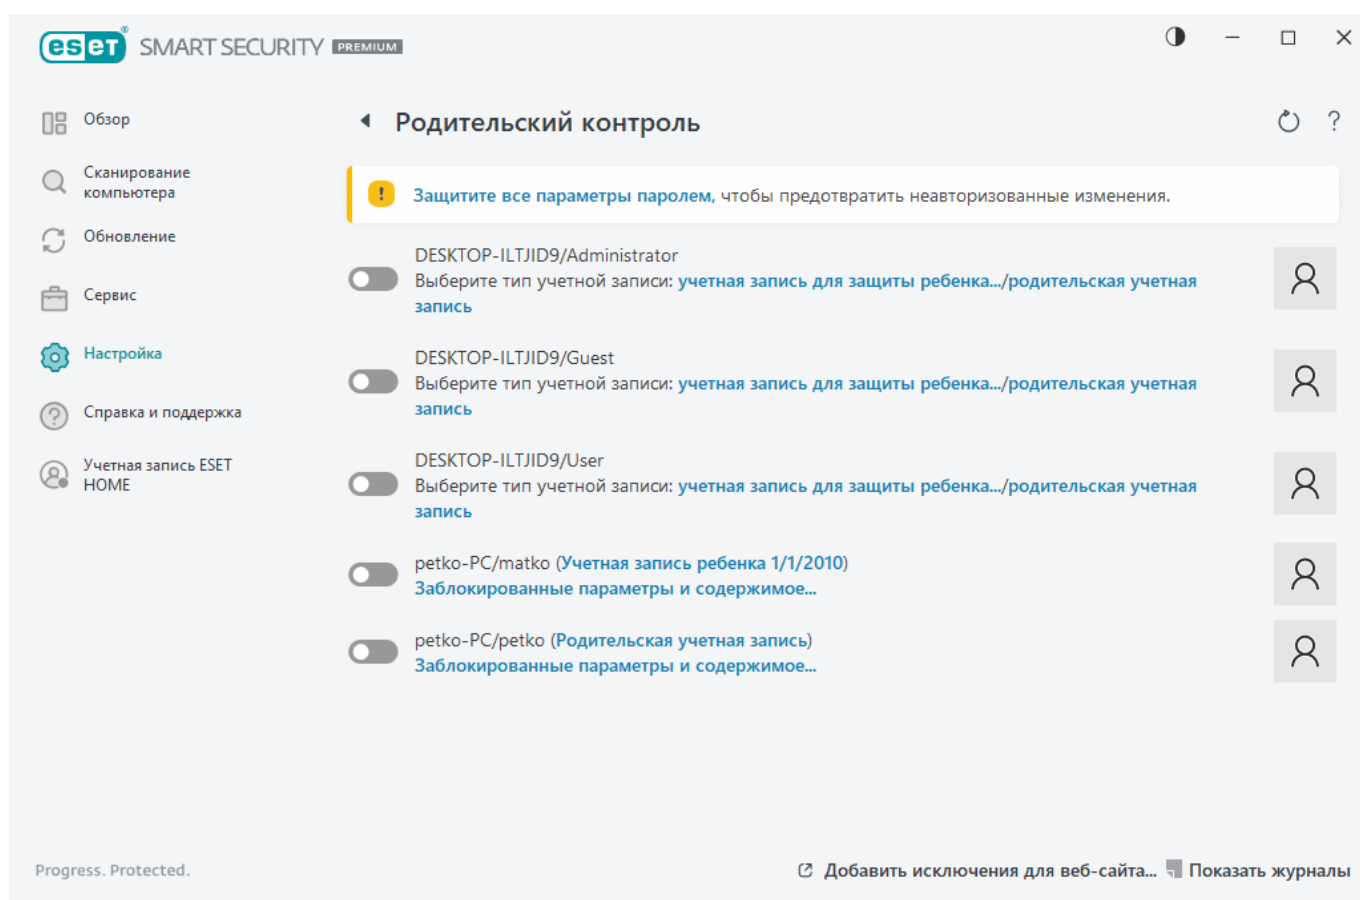 eset® SMART SECURITY PREMIUM
Обзор
Сканирование
компьютера
Обновление
Сервис
Настройка
Справка и поддержка
Учетная запись ESET
HOME
Родительский контроль
?
! Защитите все параметры паролем, чтобы предотвратить неавторизованные изменения.
DESKTOP-ILTJID9/Administrator
Выберите тип учетной записи: учетная запись для защиты ребенка.../родительская учетная
запись
DESKTOP-ILTJID9/Guest
Выберите тип учетной записи: учетная запись для защиты ребенка.../родительская учетная
запись
DESKTOP-ILTJID9/User
Выберите тип учетной записи: учетная запись для защиты ребенка.../родительская учетная
запись
petko-PC/matko (Учетная запись ребенка 1/1/2010)
Заблокированные параметры и содержимое...
petko-PC/petko (Родительская учетная запись)
Заблокированные параметры и содержимое...
Progress. Protected.
Добавить исключения для веб-сайта... Показать журналы